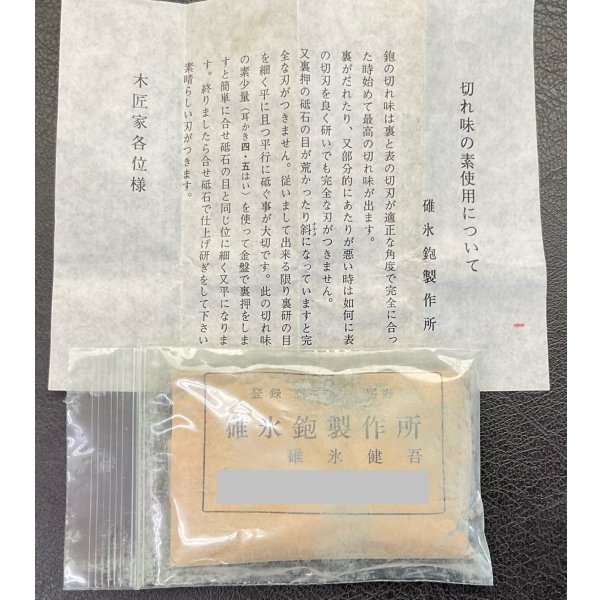 切れ味の素使用について
碓氷鉋製作所
鉋の切れ味は裏と表の切刃が適正な角度で完全に合っ
た時始めて最高の切れ味が出ます。
裏がだれたり、又部分的にあたりが悪い時は如何に表
の切刃を良く研いでも完全な刃がつきません。
又裏押の砥石の目が荒かったり斜になっていますと完
全な刃がつきません。従いまして出来る限り裏研の目
を細く平に且つ平行に砥ぐ事が大切です。此の切れ味
の素少量（耳かき四・五はい）を使って金盤で裏押をしま
すと簡単に合せ砥石の目と同じ位に細く又平になりま
す。終りましたら合せ砥石で仕上げ研ぎをして下さい
素晴らしい刃がつきます。
木匠家各位様
登録
碓氷鉋製作所
碓氷健吾